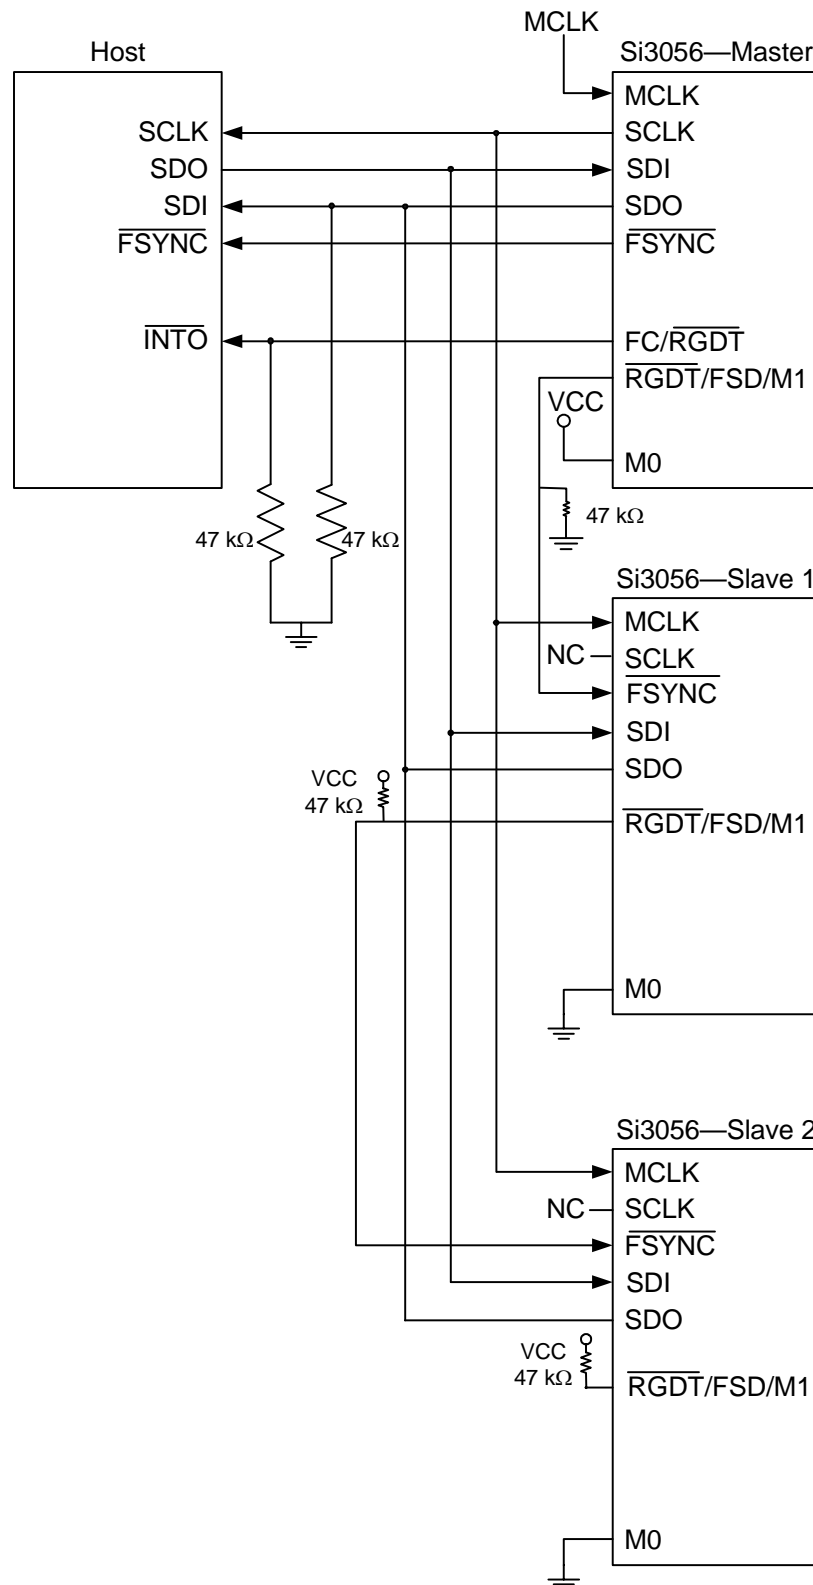 MCLK
Host
Si3056—Master
MCLK
SCLK
SCLK
SDO
SDI
SDI
SDO
FSYNC
FSYNC
INTO
FC/RGDT
RGDT/FSD/M1
VCC
M0
47 kΩ
47 kΩ
47 kΩ
Si3056—Slave 1
MCLK
NC
SCLK
FSYNC
SDI
SDO
VCC
47 kΩ
RGDT/FSD/M1
M0
Si3056—Slave 2
MCLK
NC
SCLK
FSYNC
SDI
SDO
VCC
47 kΩ
RGDT/FSD/M1
M0